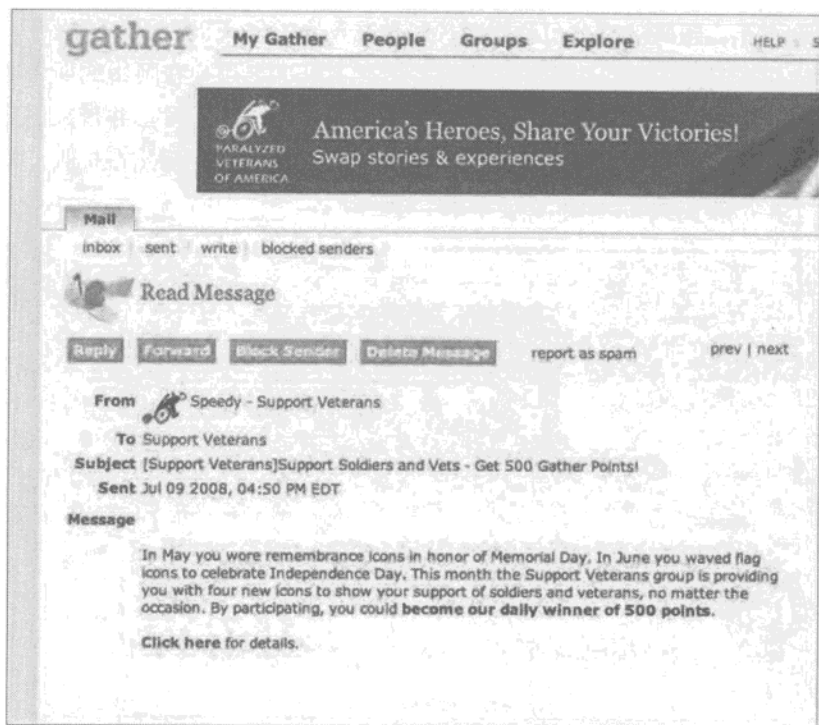 gather My Gather People Groups Explore HELP S
PARALYZED
VETERANS
OF AMERICA
America's Heroes, Share Your Victories!
Swap stories & experiences
Mail
inbox sent write blocked senders
Read Message
Reply Forward Block Sender Delete Message report as spam prev | next
From Speedy - Support Veterans
To Support Veterans
Subject [Support Veterans]Support Soldiers and Vets - Get 500 Gather Points!
Sent Jul 09 2008, 04:50 PM EDT
Message
In May you wore remembrance icons in honor of Memorial Day. In June you waved flag
icons to celebrate Independence Day. This month the Support Veterans group is providing
you with four new icons to show your support of soldiers and veterans, no matter the
occasion. By participating, you could become our daily winner of 500 points.
Click here for details.